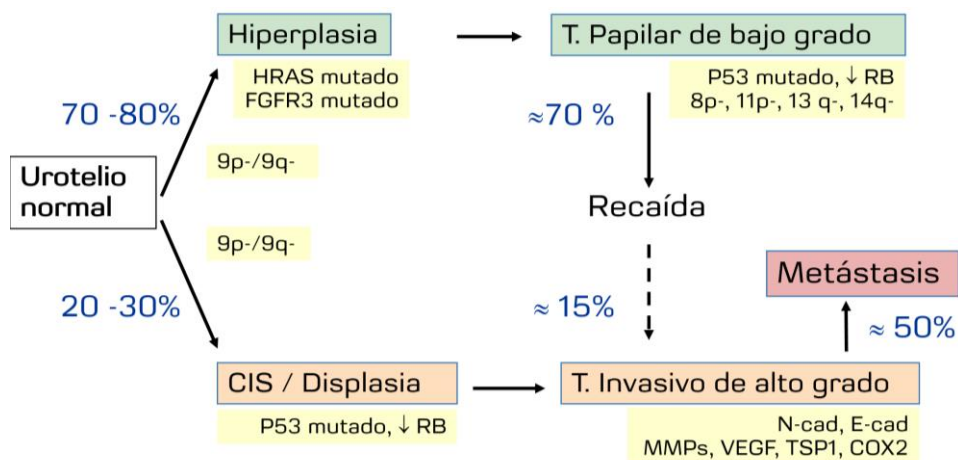 Hiperplasia
T. Papilar de bajo grado
HRAS mutado
FGFR3 mutado
P53 mutado, ↓ RB
8p-, 11p-, 13 q-, 14q-
70 -80%
≈70 %
9p-/9q-
Urotelio
normal
Recaída
9p-/9q-
Metástasis
20 -30%
≈ 15%
≈ 50%
CIS / Displasia
T. Invasivo de alto grado
P53 mutado, ↓ RB
N-cad, E-cad
MMPs, VEGF, TSP1, COX2